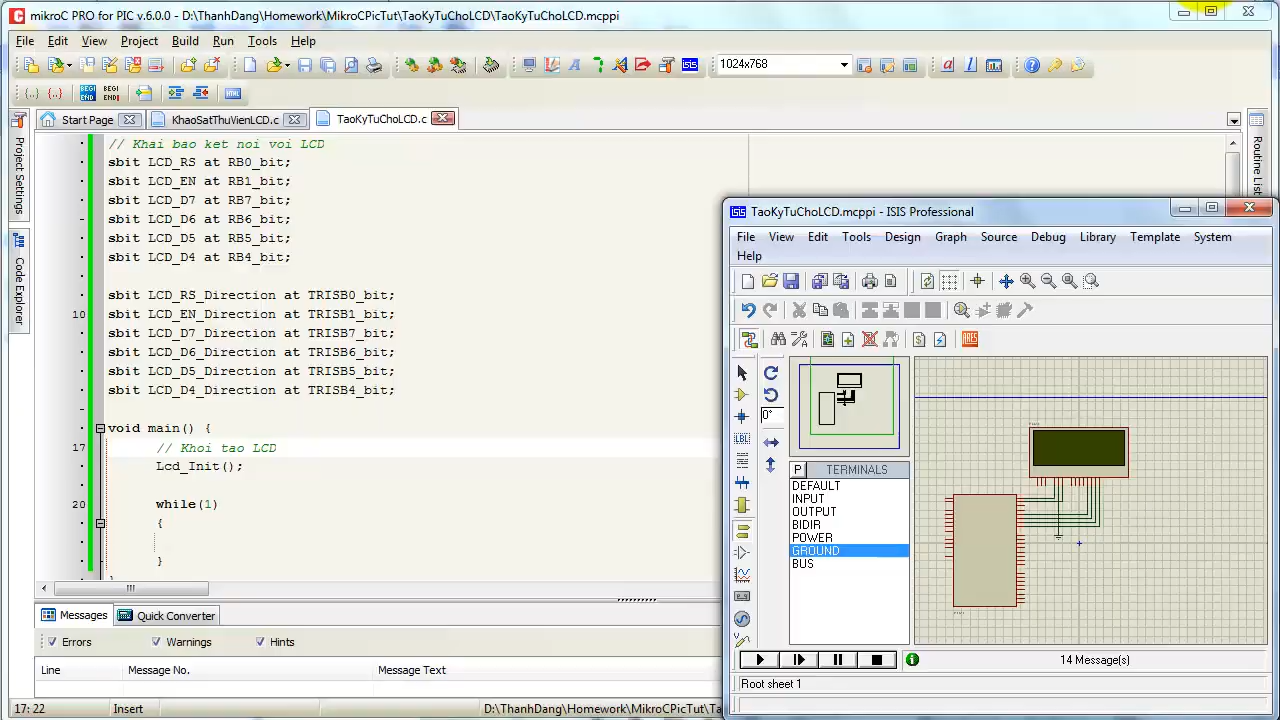 mikroC PRO for PIC v.6.0.0 - D:\ThanhDang\Homework\MikroCPicTut\TaoKyTuChoLCD\TaoKyTuChoLCD.mcppi
File Edit View Project Build Run Tools Help
1024x768
Start Page KhaoSatThuVienLCD.c TaoKyTuChoLCD.c
Project Settings
Code Explorer
Routine List
// Khai bao ket noi voi LCD
sbit LCD_RS at RB0_bit;
sbit LCD_EN at RB1_bit;
sbit LCD_D7 at RB7_bit;
sbit LCD_D6 at RB6_bit;
sbit LCD_D5 at RB5_bit;
sbit LCD_D4 at RB4_bit;
sbit LCD_RS_Direction at TRISB0_bit;
10 sbit LCD_EN_Direction at TRISB1_bit;
sbit LCD_D7_Direction at TRISB7_bit;
sbit LCD_D6_Direction at TRISB6_bit;
sbit LCD_D5_Direction at TRISB5_bit;
sbit LCD_D4_Direction at TRISB4_bit;
void main() {
17 // Khoi tao LCD
Lcd_Init();
20 while(1)
{
}
Messages Quick Converter
Errors Warnings Hints
Line Message No. Message Text
17: 22 Insert D:\ThanhDang\Homework\MikroCPicTut\Ta
TaoKyTuChoLCD.mcppi - ISIS Professional
File View Edit Tools Design Graph Source Debug Library Template System
Help
ARES
0°
LBL
P TERMINALS
DEFAULT
INPUT
OUTPUT
BIDIR
POWER
GROUND
BUS
14 Message(s)
Root sheet 1